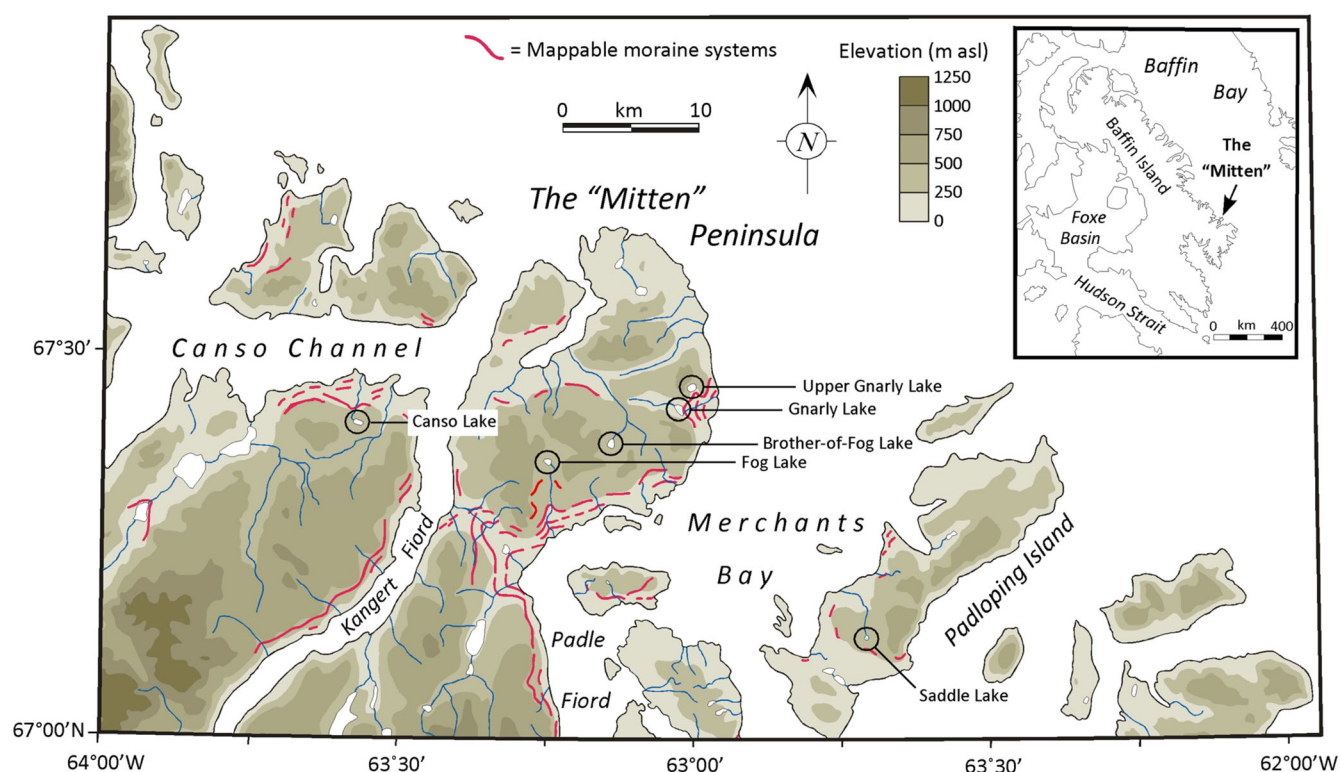 = Mappable moraine systems
Elevation (m asl)
1250
1000
750
500
250
0
0 km 10
N
The “Mitten”
Peninsula
Baffin
Bay
Baffin Island
The
“Mitten”
Foxe
Basin
Hudson Strait
0 km 400
67°30'
Canso Channel
Upper Gnarly Lake
Gnarly Lake
Canso Lake
Brother-of-Fog Lake
Fog Lake
Merchants
Bay
Kangert Fiord
Padloping Island
Padle
Fiord
Saddle Lake
67°00'N
64°00'W
63°30'
63°00'
63°30'
62°00'W